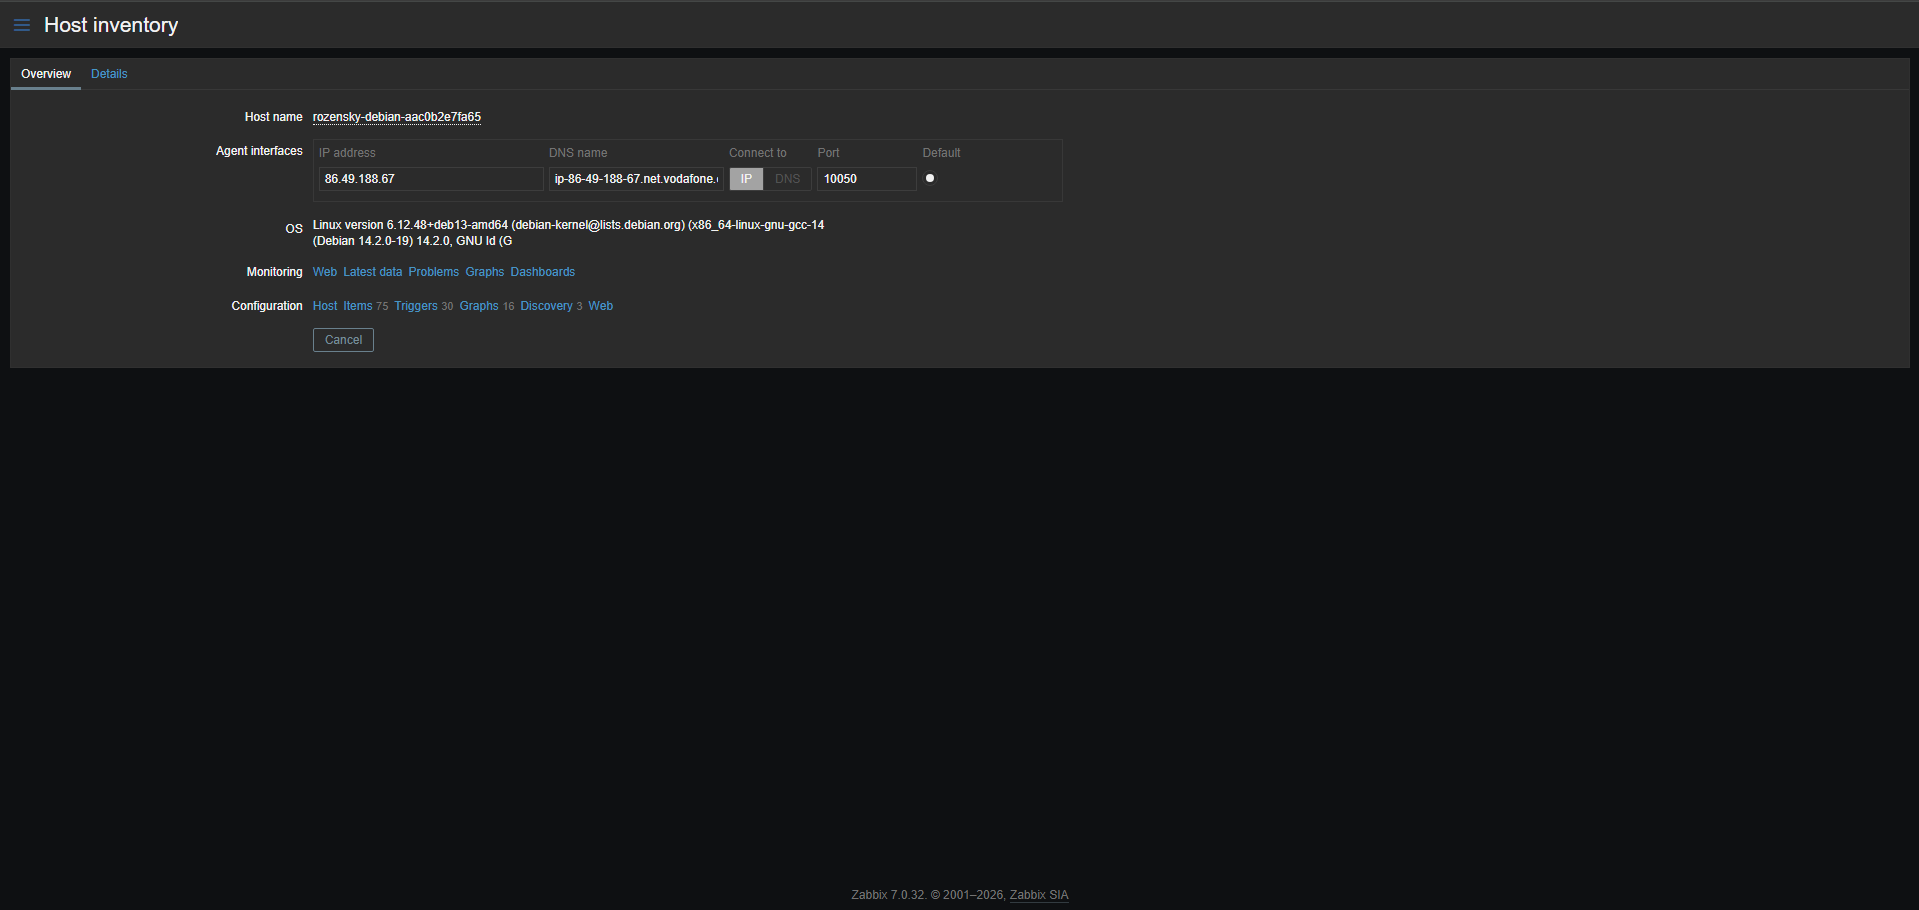 Host inventory
Overview Details
Host name rozensky-debian-aac0b2e7fa65
Agent interfaces IP address DNS name Connect to Port Default
86.49.188.67 ip-86-49-188-67.net.vodafone. IP DNS 10050
OS Linux version 6.12.48+deb13-amd64 (debian-kernel@lists.debian.org) (x86_64-linux-gnu-gcc-14
(Debian 14.2.0-19) 14.2.0, GNU ld (G
Monitoring Web Latest data Problems Graphs Dashboards
Configuration Host Items 75 Triggers 30 Graphs 16 Discovery 3 Web
Cancel
Zabbix 7.0.32. © 2001–2026, Zabbix SIA